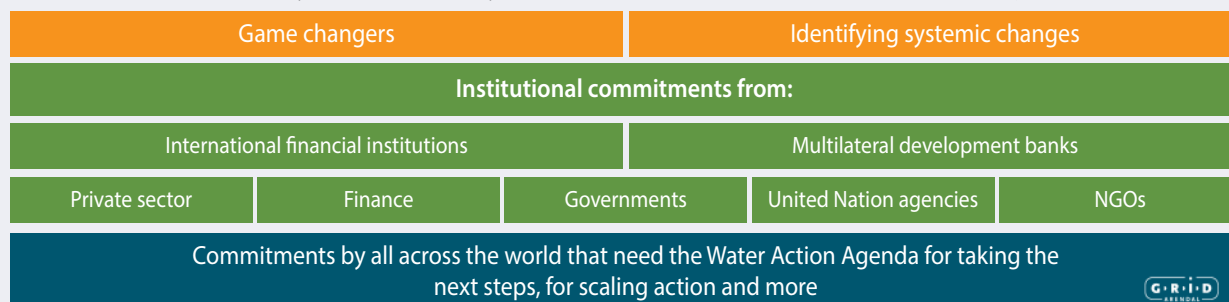 Game changers
Identifying systemic changes
Institutional commitments from:
International financial institutions
Multilateral development banks
Private sector
Finance
Governments
United Nation agencies
NGOs
Commitments by all across the world that need the Water Action Agenda for taking the
next steps, for scaling action and more
G·R·I·D
ARENDAL